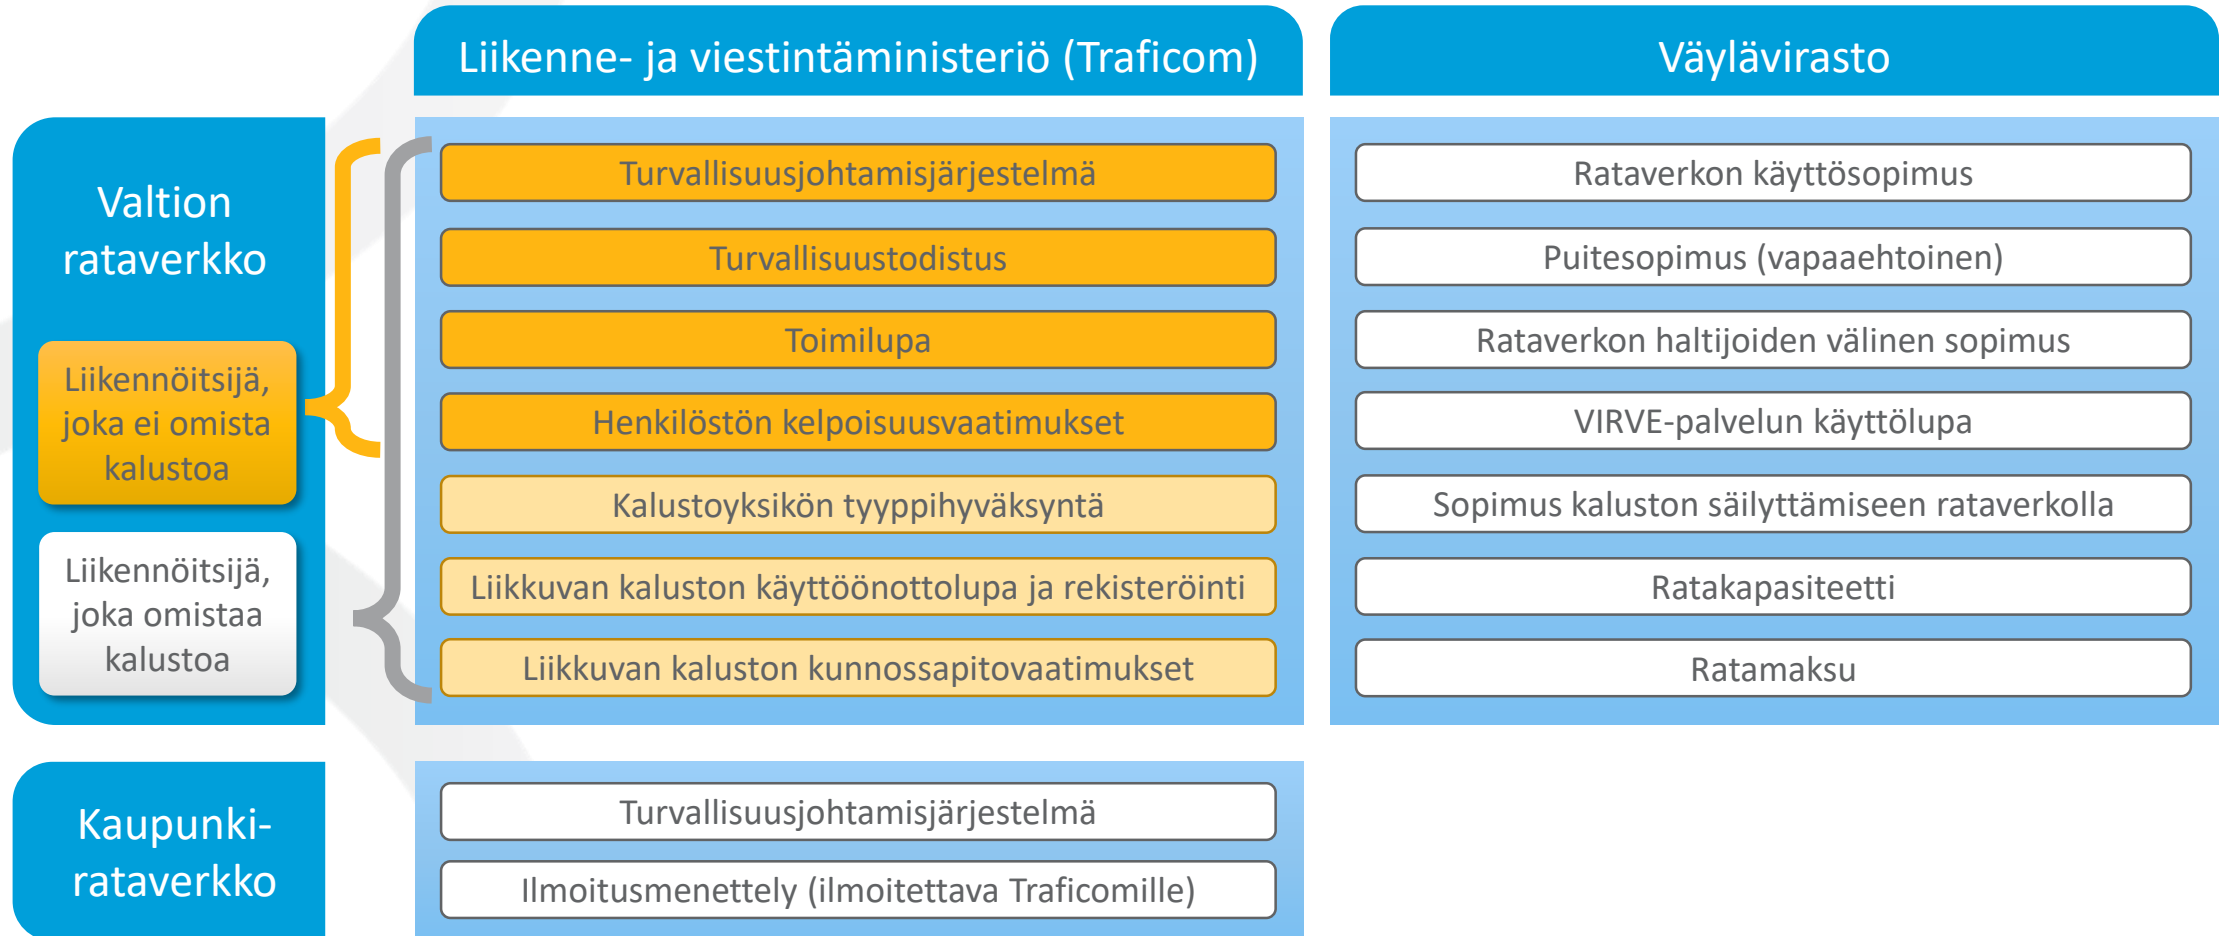 Liikenne- ja viestintäministeriö (Traficom)
Väylävirasto
Valtion
rataverkko
Liikennöitsijä,
joka ei omista
kalustoa
Liikennöitsijä,
joka omistaa
kalustoa
Turvallisuusjohtamisjärjestelmä
Turvallisuustodistus
Toimilupa
Henkilöstön kelpoisuusvaatimukset
Kalustoyksikön tyyppihyväksyntä
Liikkuvan kaluston käyttöönottolupa ja rekisteröinti
Liikkuvan kaluston kunnossapitovaatimukset
Rataverkon käyttösopimus
Puitesopimus (vapaaehtoinen)
Rataverkon haltijoiden välinen sopimus
VIRVE-palvelun käyttölupa
Sopimus kaluston säilyttämiseen rataverkolla
Ratakapasiteetti
Ratamaksu
Kaupunki-
rataverkko
Turvallisuusjohtamisjärjestelmä
Ilmoitusmenettely (ilmoitettava Traficomille)